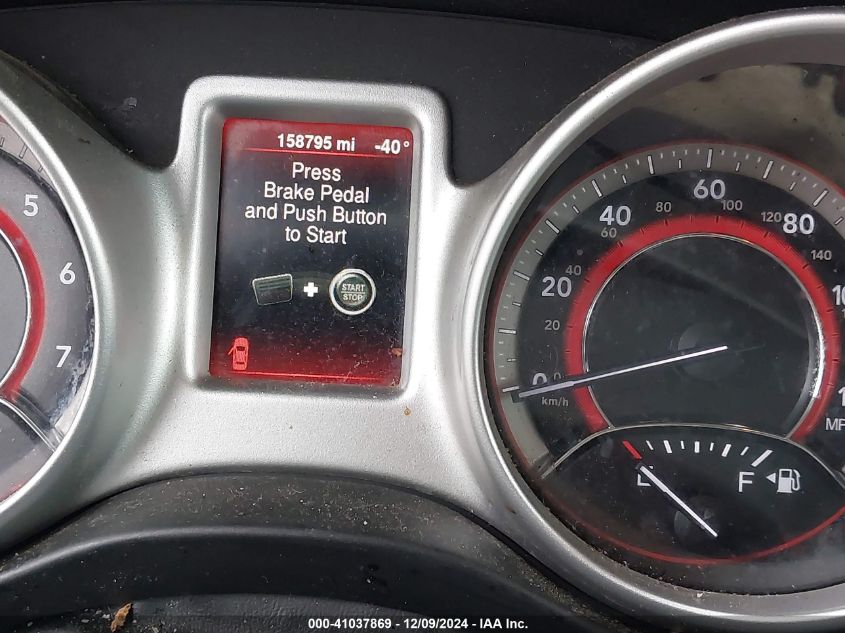 158795 mi -40°
Press
Brake Pedal
and Push Button
to Start
START
STOP
5
6
7
0
20
40
60
80
0
20
40
60
80
100
120
140
km/h
E
F
000-41037869 - 12/09/2024 - IAA Inc.